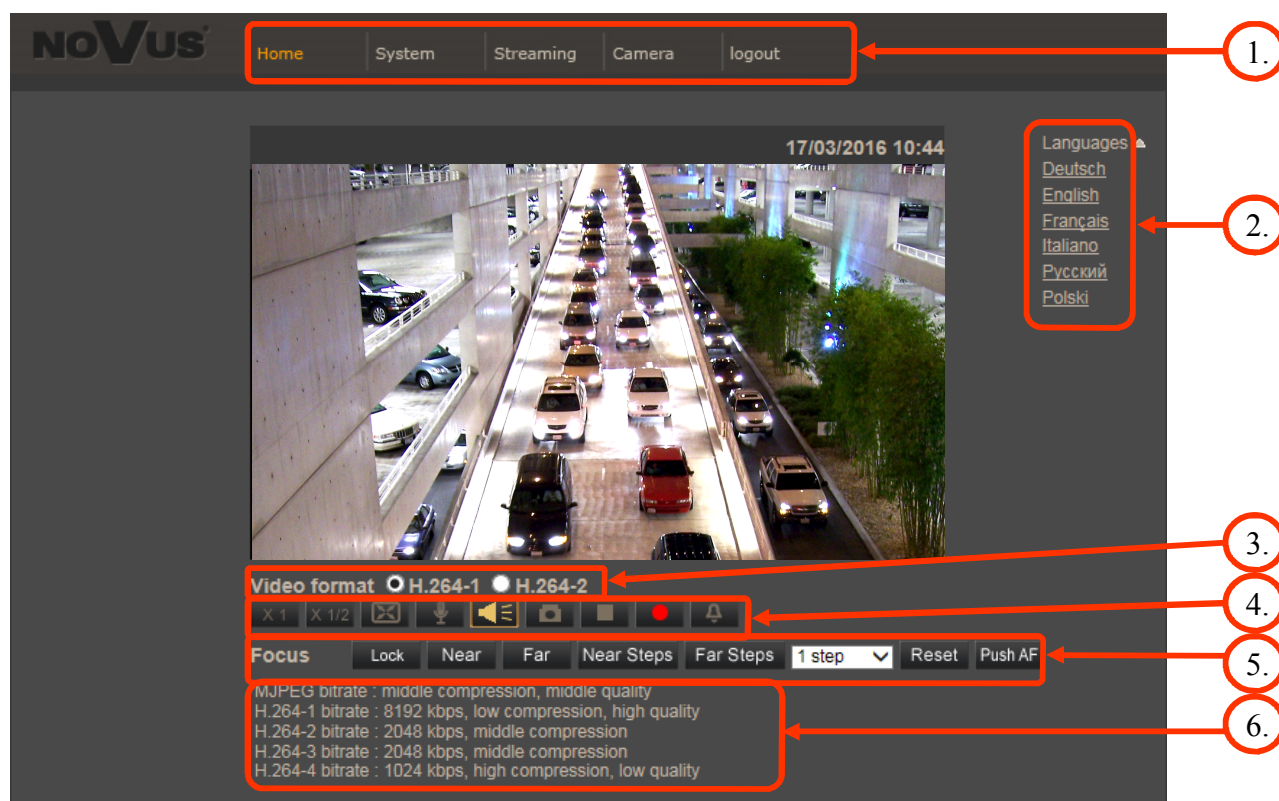 NOVUS
Home System Streaming Camera logout
1.
17/03/2016 10:44
Languages
Deutsch
English
Français
Italiano
Русский
Polski
2.
Video format H.264-1 H.264-2
3.
X 1 X 1/2
4.
Focus Lock Near Far Near Steps Far Steps 1 step Reset Push AF
5.
MJPEG bitrate : middle compression, middle quality
H.264-1 bitrate : 8192 kbps, low compression, high quality
H.264-2 bitrate : 2048 kbps, middle compression
H.264-3 bitrate : 2048 kbps, middle compression
H.264-4 bitrate : 1024 kbps, high compression, low quality
6.